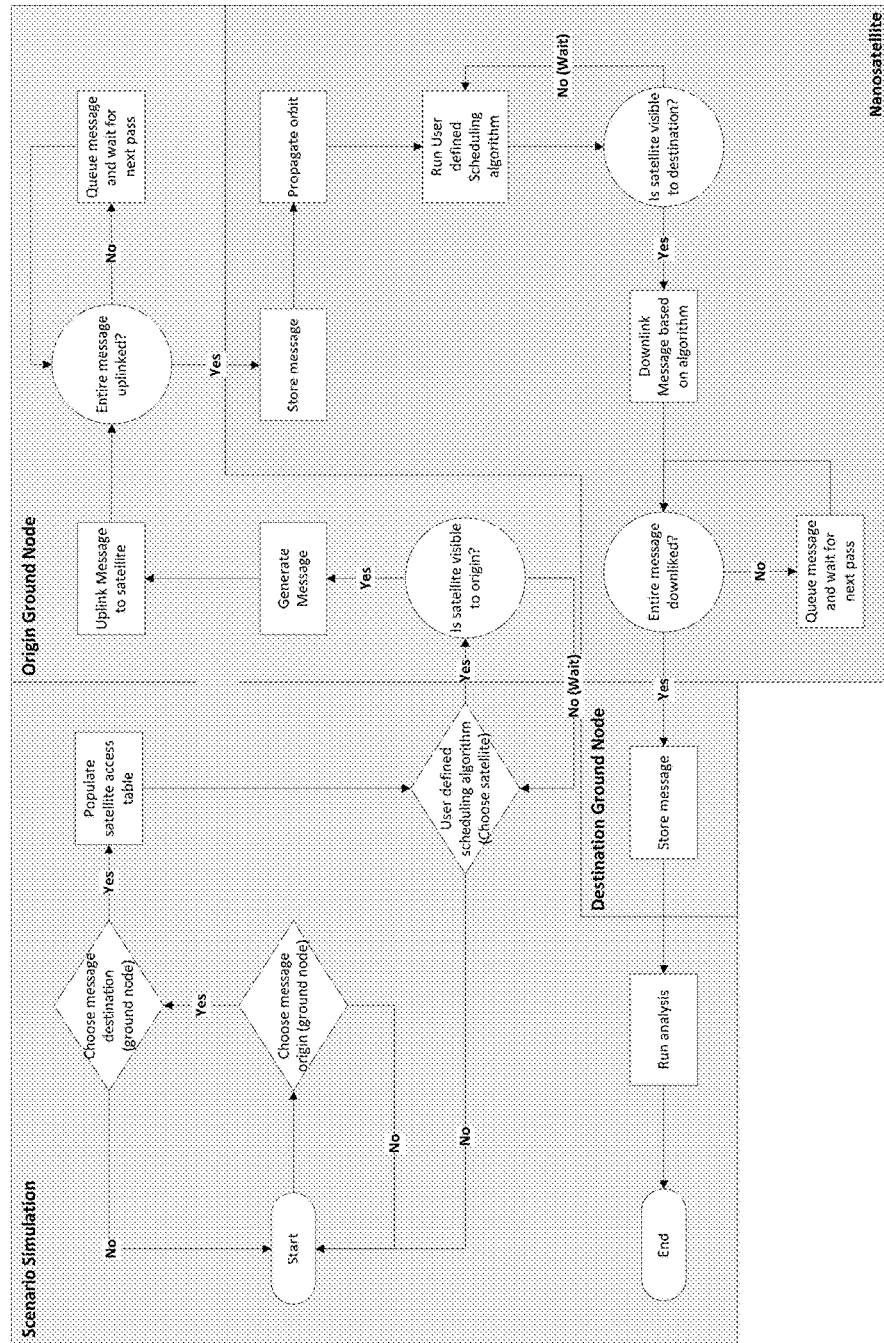 Scenario Simulation
Start
No
Choose message
destination
(ground node)
Yes
Populate
satellite access
table
Choose message
origin (ground node)
Yes
No
No
User defined
scheduling algorithm
(Choose satellite)
Yes
No (Wait)
Origin Ground Node
Uplink Message
to satellite
Generate
Message
Yes
Is satellite visible
to origin?
Entire message
uplinked?
No
Queue message
and wait for
next pass
Yes
Store message
Propagate orbit
Run User
defined
Scheduling
algorithm
No (Wait)
Is satellite visible
to destination?
Yes
Downlink
Message based
on algorithm
Entire message
downliked?
No
Queue message
and wait for
next pass
Yes
Nanosatellite
Destination Ground Node
Store message
Run analysis
End